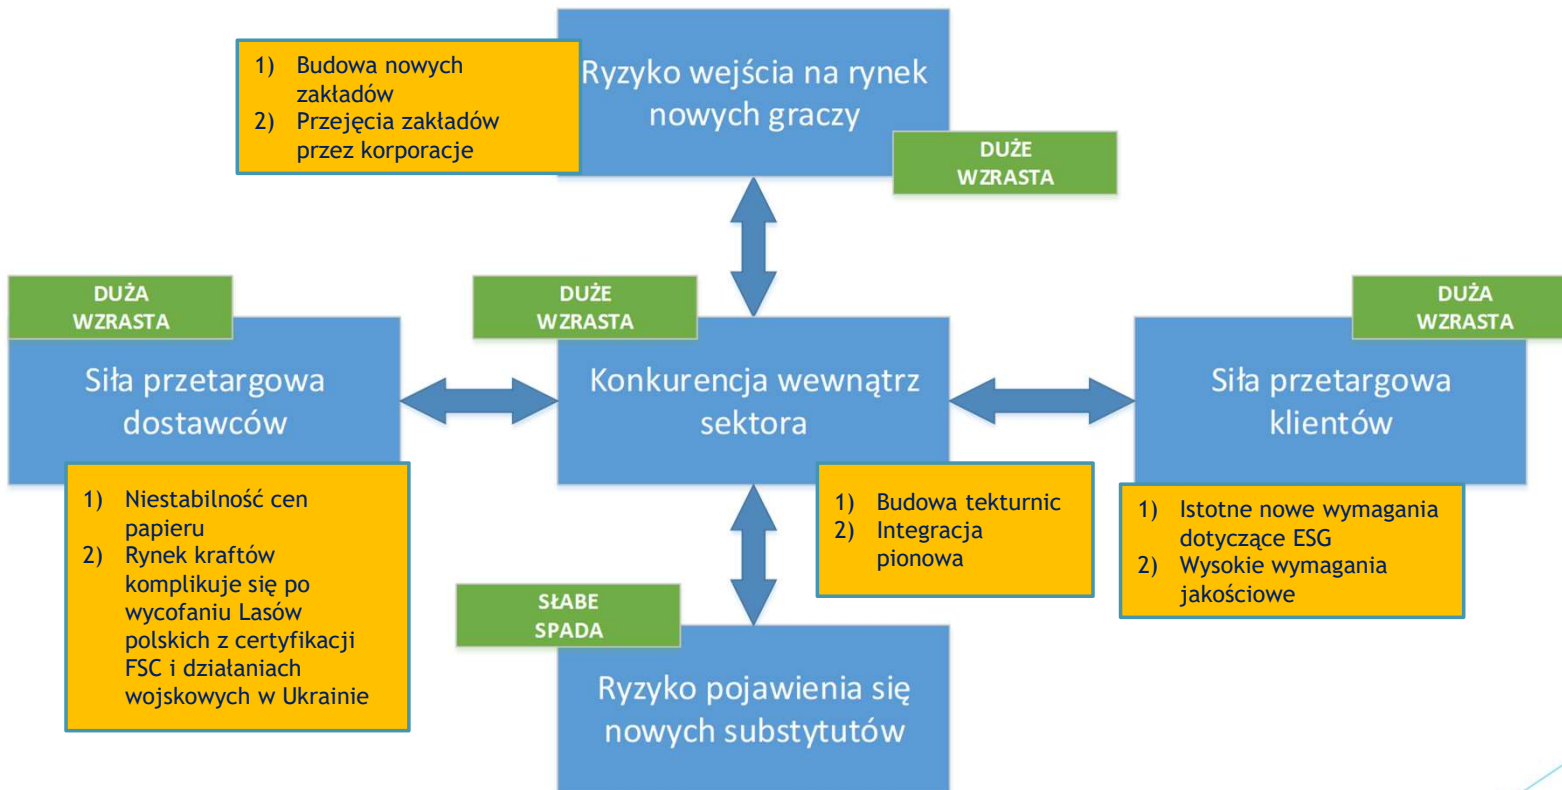 1) Budowa nowych
zakładów
2) Przejęcia zakładów
przez korporacje
Ryzyko wejścia na rynek
nowych graczy
DUŻE
WZRASTA
DUŻA
WZRASTA
Siła przetargowa
dostawców
1) Niestabilność cen
papieru
2) Rynek kraftów
komplikuje się po
wycofaniu Lasów
polskich z certyfikacji
FSC i działaniach
wojskowych w Ukrainie
DUŻE
WZRASTA
Konkurencja wewnątrz
sektora
1) Budowa tekturnic
2) Integracja
pionowa
DUŻA
WZRASTA
Siła przetargowa
klientów
1) Istotne nowe wymagania
dotyczące ESG
2) Wysokie wymagania
jakościowe
SŁABE
SPADA
Ryzyko pojawienia się
nowych substytutów